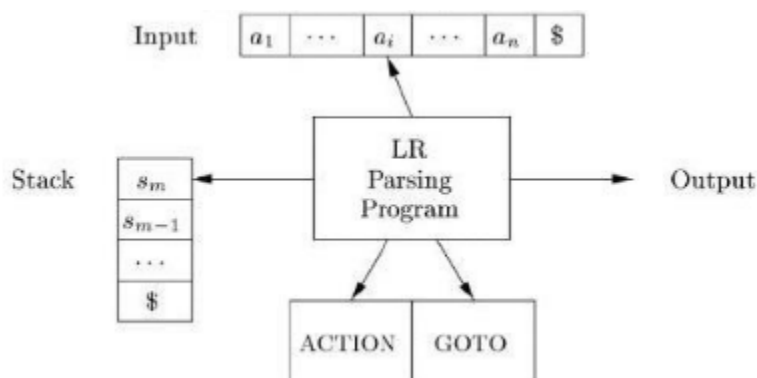 Input a₁ ··· aᵢ ··· aₙ $
LR
Parsing
Program
Stack
sₘ
sₘ₋₁
···
$
Output
ACTION GOTO